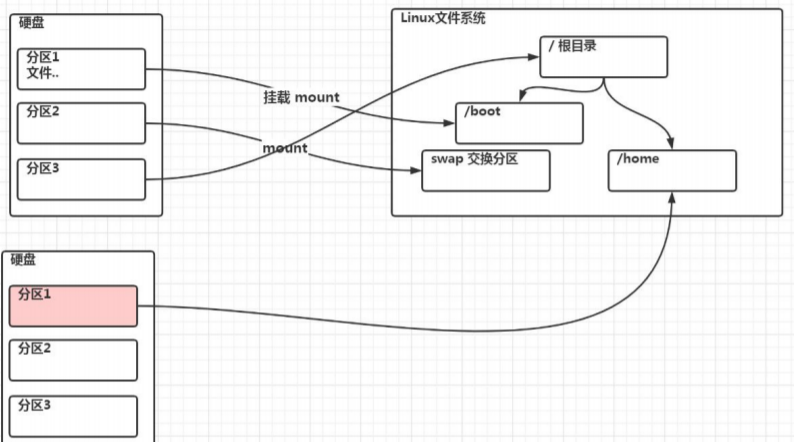 硬盘
分区1
文件..
分区2
分区3
挂载 mount
mount
Linux文件系统
/ 根目录
/boot
swap 交换分区
/home
硬盘
分区1
分区2
分区3